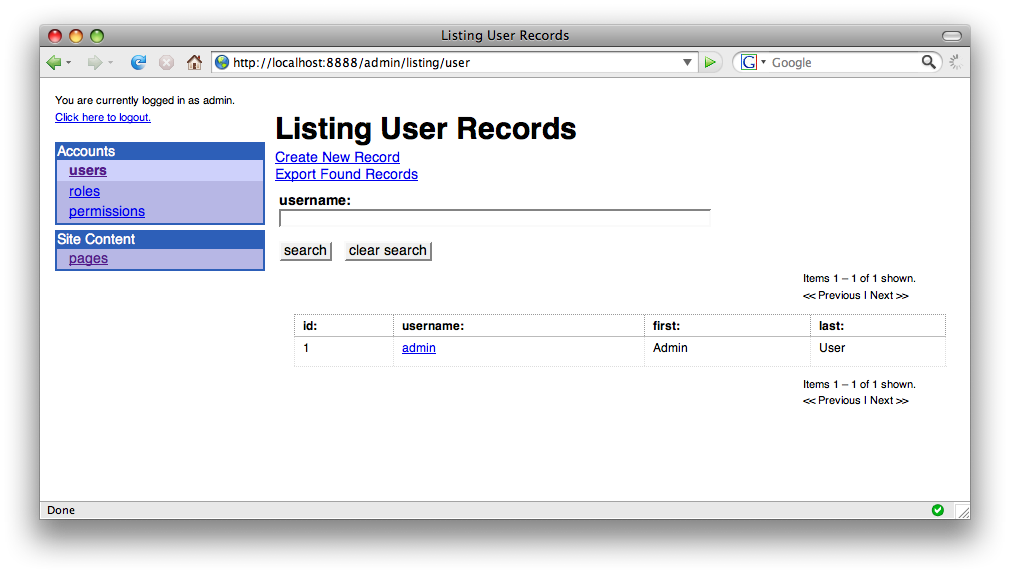 Listing User Records
http://localhost:8888/admin/listing/user
G
Google
You are currently logged in as admin.
Click here to logout.
Accounts
users
roles
permissions
Site Content
pages
Listing User Records
Create New Record
Export Found Records
username:
search clear search
Items 1 – 1 of 1 shown.
<< Previous | Next >>
id: username: first: last:
1 admin Admin User
Items 1 – 1 of 1 shown.
<< Previous | Next >>
Done